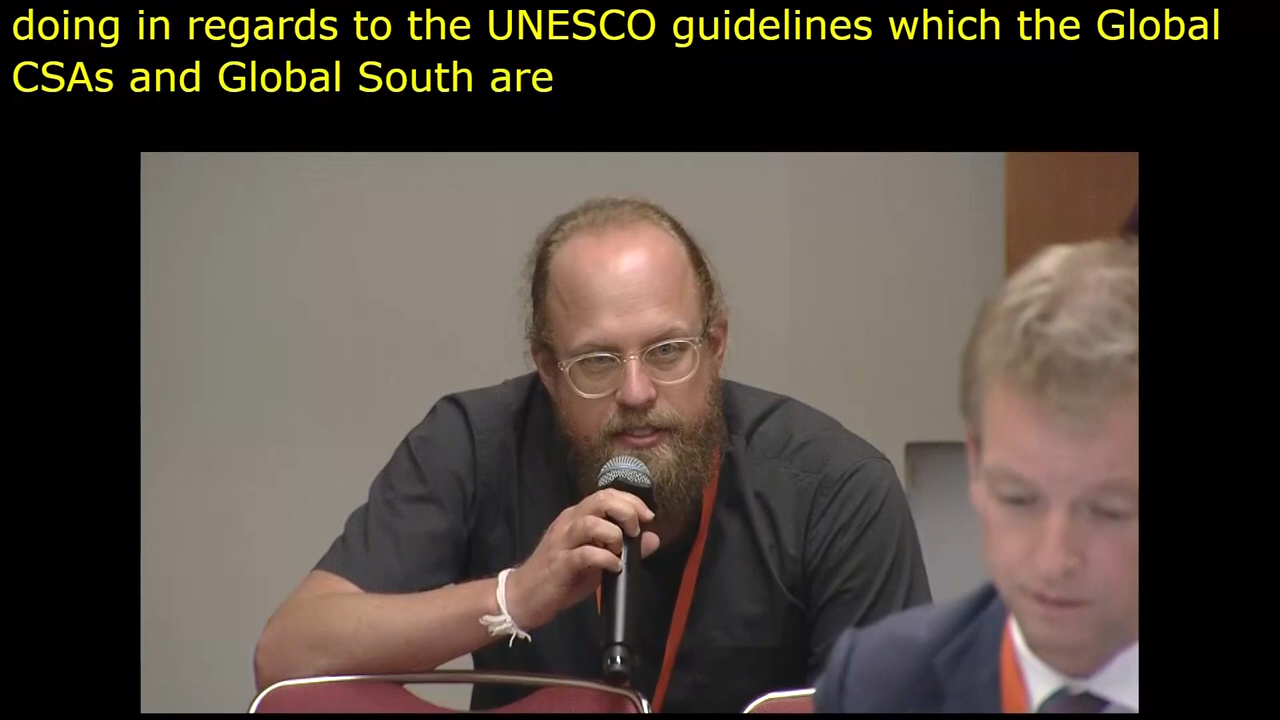 doing in regards to the UNESCO guidelines which the Global
CSAs and Global South are